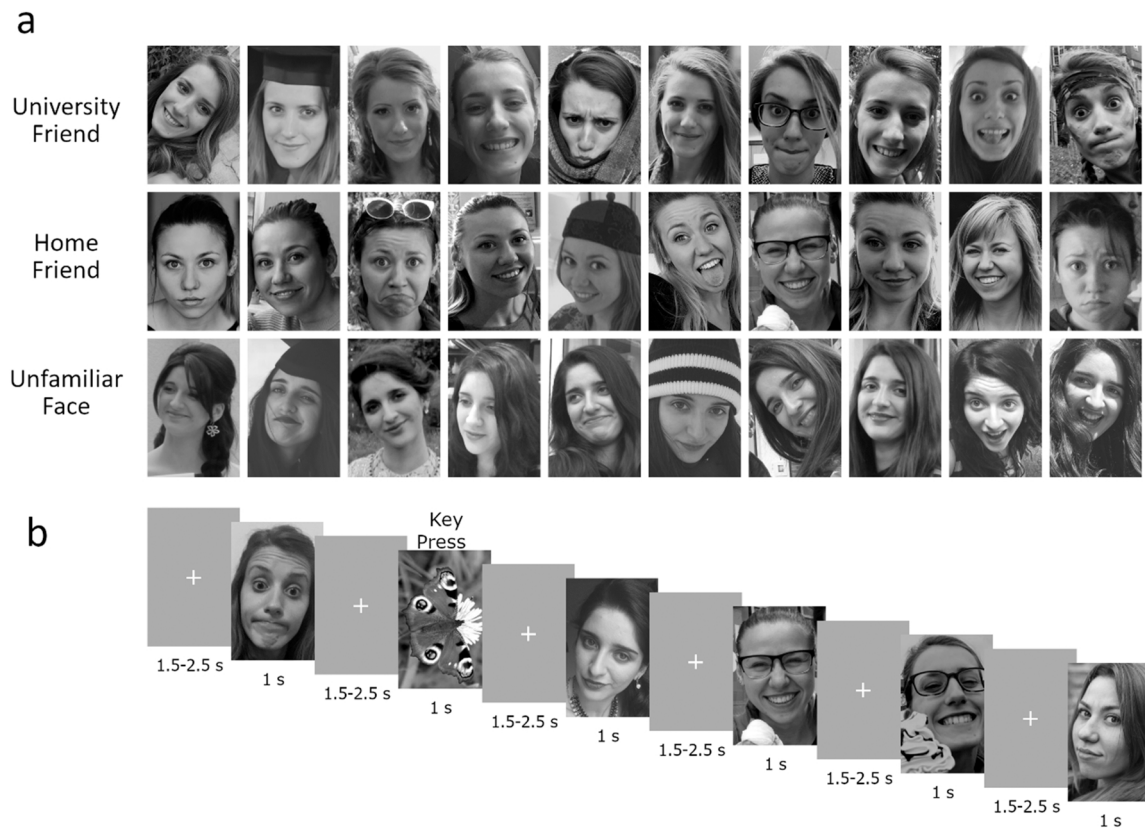 a
University
Friend
Home
Friend
Unfamiliar
Face
b
Key
Press
1.5-2.5 s
1 s
1.5-2.5 s
1 s
1.5-2.5 s
1 s
1.5-2.5 s
1 s
1.5-2.5 s
1 s
1.5-2.5 s
1 s